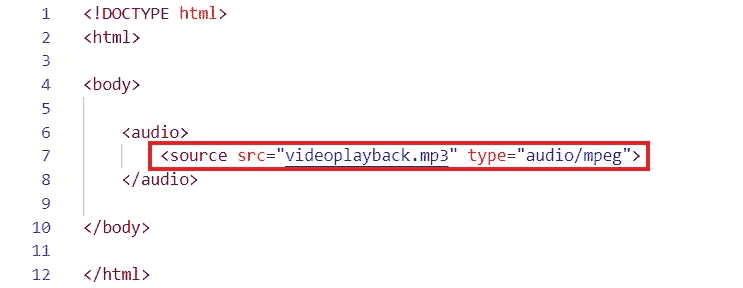 1 <!DOCTYPE html>
2 <html>
3
4 <body>
5
6 <audio>
7 <source src="videoplayback.mp3" type="audio/mpeg">
8 </audio>
9
10 </body>
11
12 </html>